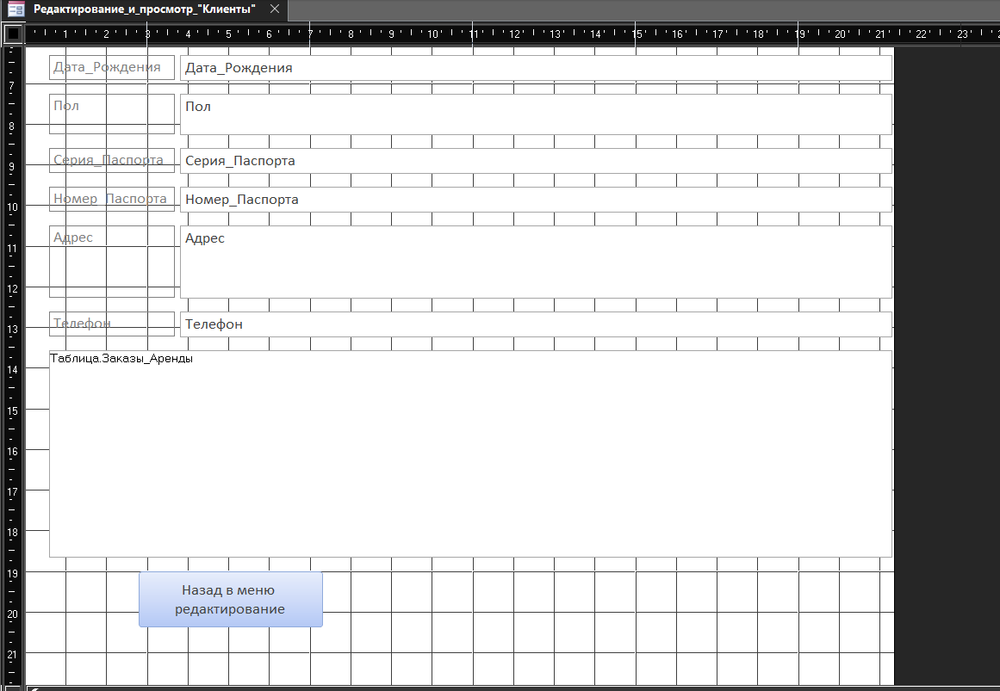 Редактирование_и_просмотр_"Клиенты"
1 2 3 4 5 6 7 8 9 10 11 12 13 14 15 16 17 18 19 20 21 22 23
Дата_Рождения Дата_Рождения
7
Пол Пол
8
Серия_Паспорта Серия_Паспорта
9
Номер_Паспорта Номер_Паспорта
10
Адрес Адрес
11
12
Телефон Телефон
13
Таблица.Заказы_Аренды
14
15
16
17
18
19
Назад в меню
редактирование
20
21